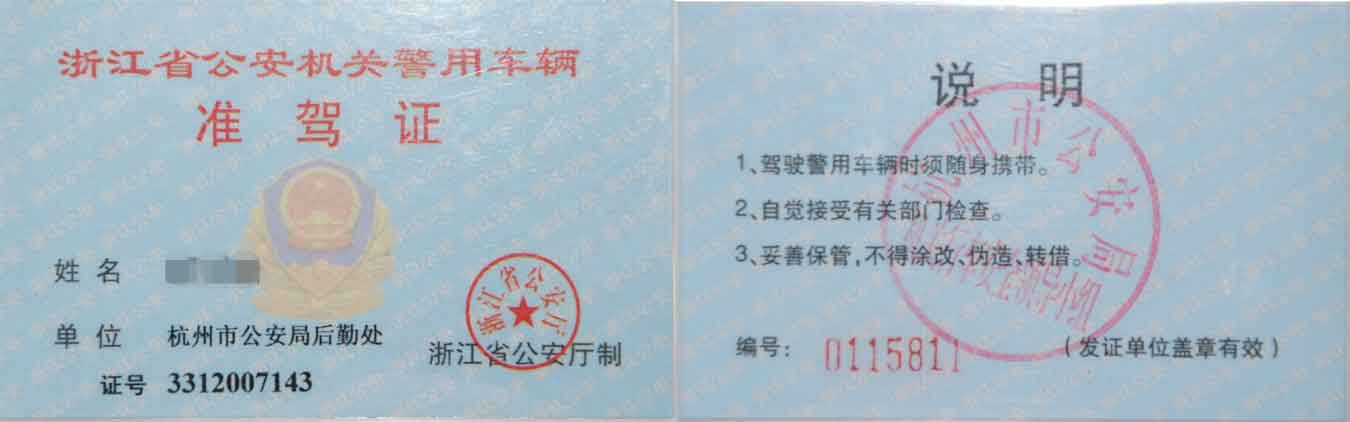 浙江省公安机关警用车辆
准驾证
姓名
单位 杭州市公安局后勤处
证号 3312007143
浙江省公安厅
浙江省公安厅制
说明
1、驾驶警用车辆时须随身携带。
2、自觉接受有关部门检查。
3、妥善保管,不得涂改、伪造、转借。
杭州市公安局
编号: 0115811
(发证单位盖章有效)